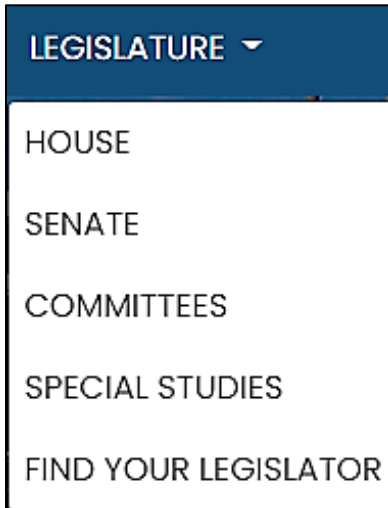 LEGISLATURE
HOUSE
SENATE
COMMITTEES
SPECIAL STUDIES
FIND YOUR LEGISLATOR